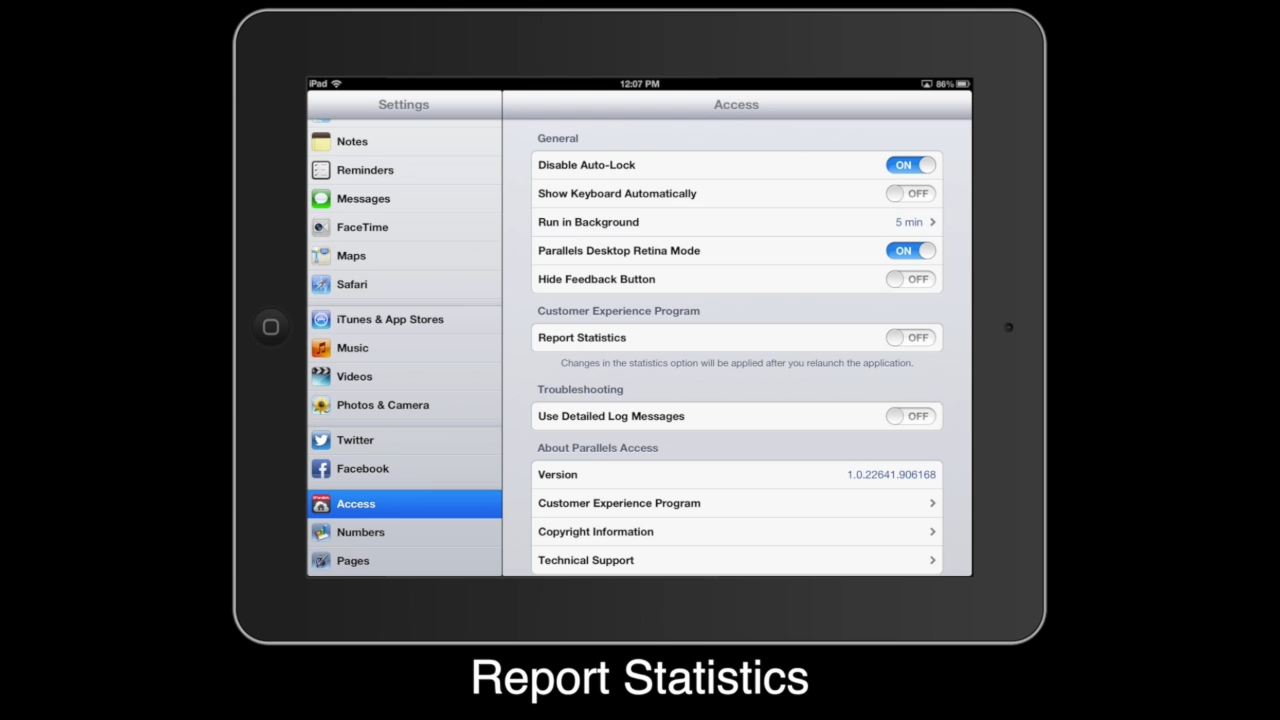 iPad
12:07 PM
86%
Settings
Access
Notes
Reminders
Messages
FaceTime
Maps
Safari
iTunes & App Stores
Music
Videos
Photos & Camera
Twitter
Facebook
Access
Numbers
Pages
General
Disable Auto-Lock ON
Show Keyboard Automatically OFF
Run in Background 5 min
Parallels Desktop Retina Mode ON
Hide Feedback Button OFF
Customer Experience Program
Report Statistics OFF
Changes in the statistics option will be applied after you relaunch the application.
Troubleshooting
Use Detailed Log Messages OFF
About Parallels Access
Version 1.0.22641.906168
Customer Experience Program
Copyright Information
Technical Support
Report Statistics